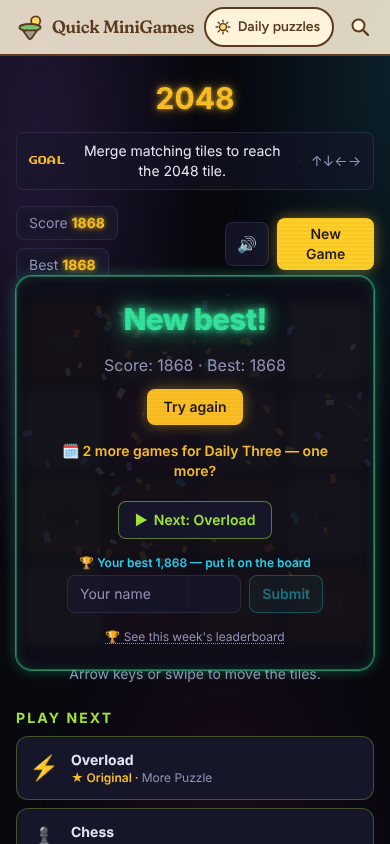 Quick MiniGames
Daily puzzles
2048
GOAL
Merge matching tiles to reach
the 2048 tile.
↑↓←→
Score 1868
Best 1868
New
Game
New best!
Score: 1868 · Best: 1868
Try again
🗓️ 2 more games for Daily Three — one
more?
▶ Next: Overload
🏆 Your best 1,868 — put it on the board
Your name
Submit
🏆 See this week's leaderboard
Arrow keys or swipe to move the tiles.
PLAY NEXT
Overload
★ Original · More Puzzle
Chess